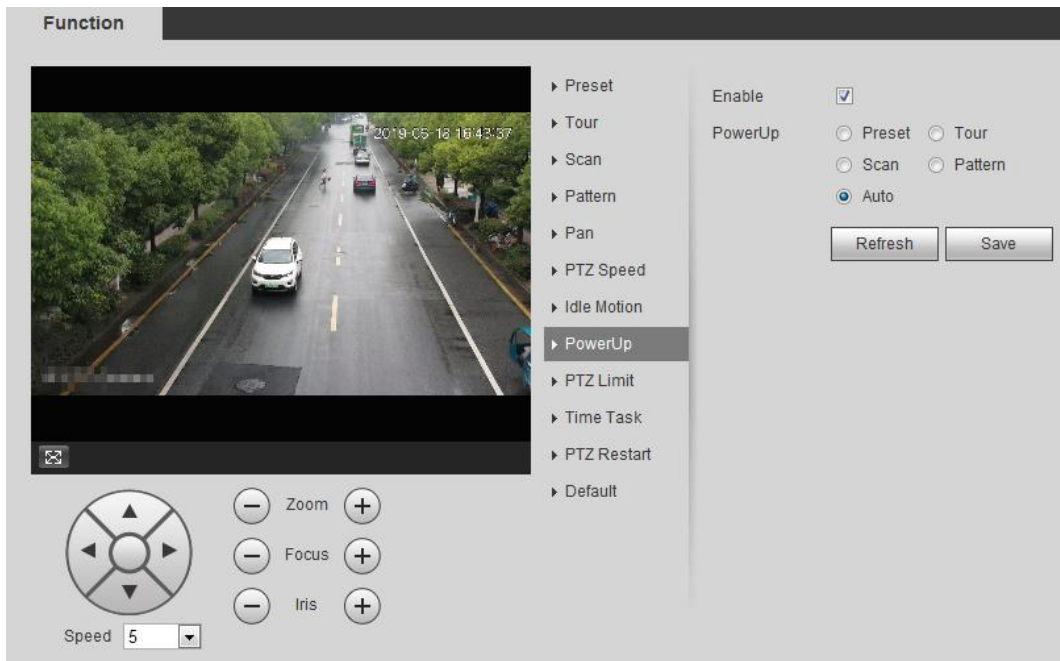 Function
2019-05-18 16:43:37
Preset
Tour
Scan
Pattern
Pan
PTZ Speed
Idle Motion
PowerUp
PTZ Limit
Time Task
PTZ Restart
Default
Enable
PowerUp
Preset Tour
Scan Pattern
Auto
Refresh Save
Zoom
Focus
Iris
Speed 5